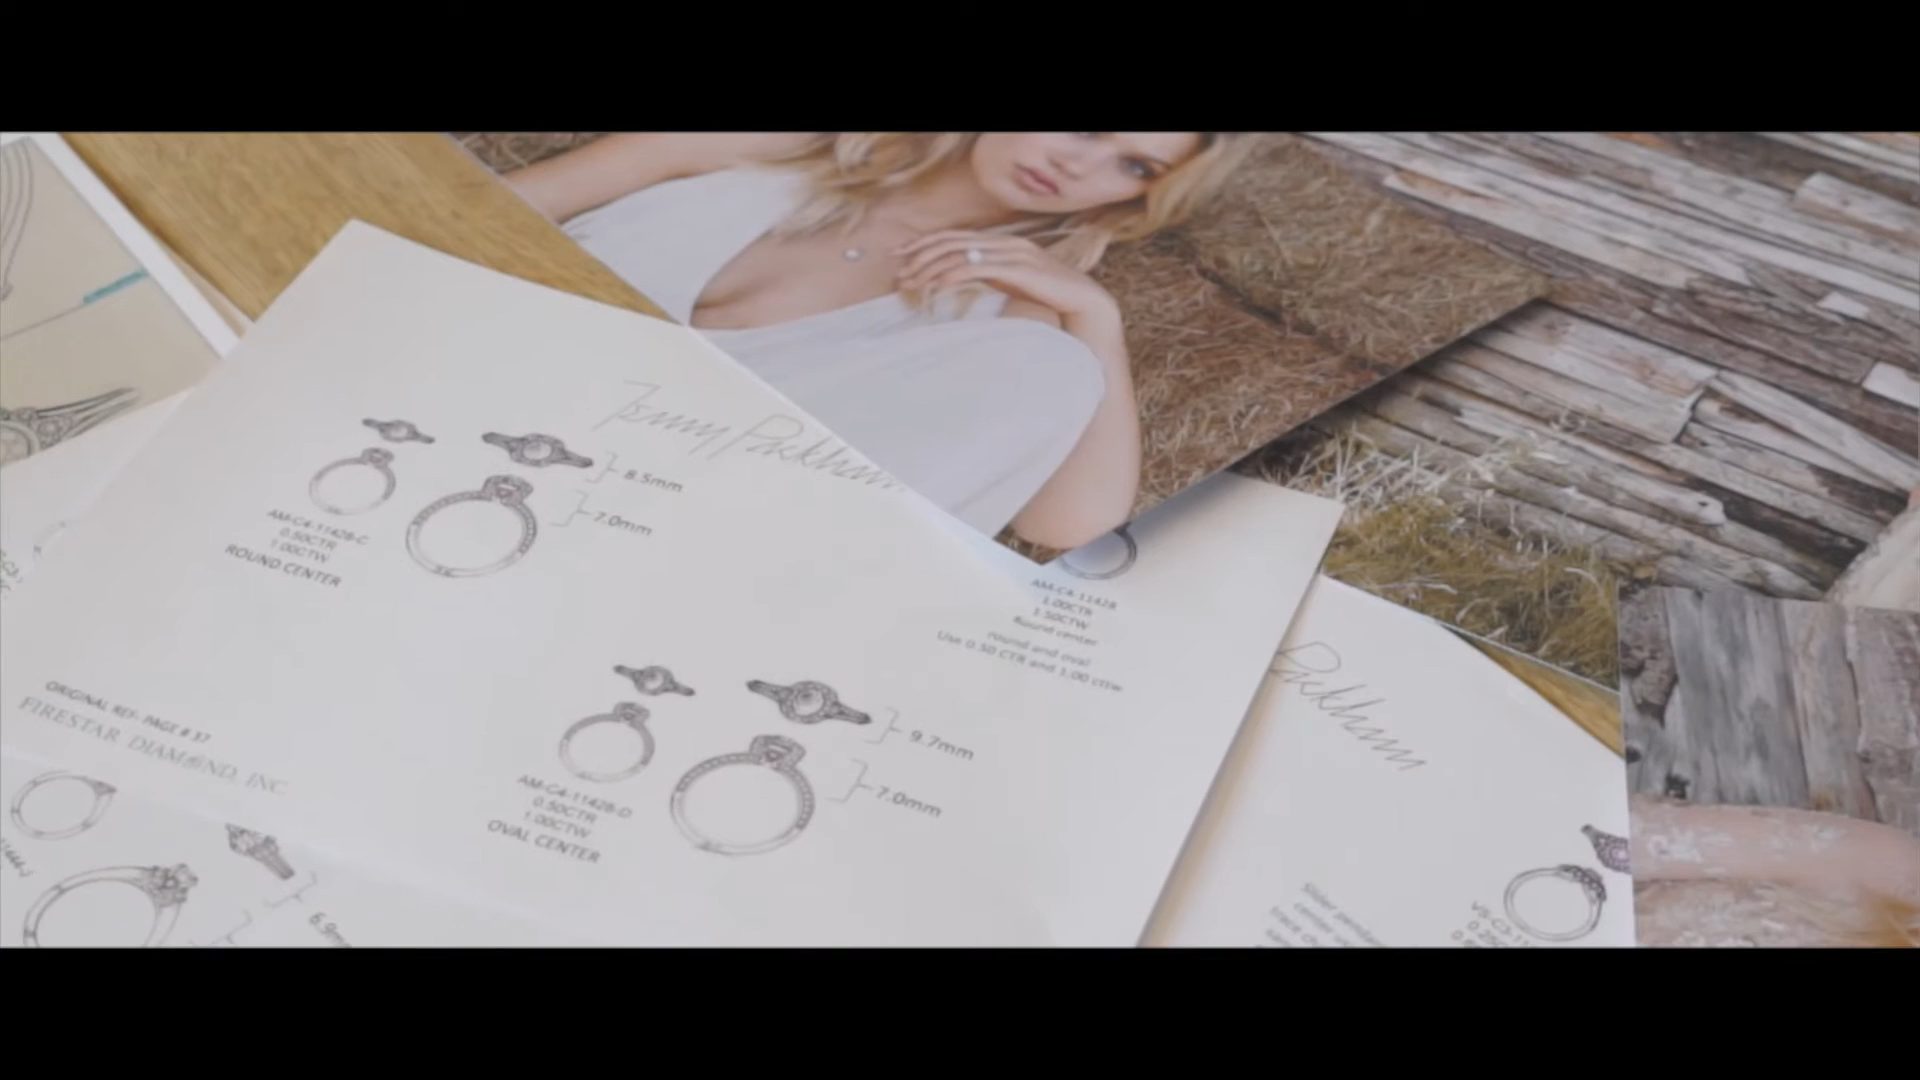 Jenny Packham
8.5mm
7.0mm
AM-C4-11428-C
0.50CTR
1.00CTW
ROUND CENTER
AM-C4-11428
1.00CTR
1.50CTW
Round center
round and oval
Use 0.50 CTR and 1.00 cttw
ORIGINAL REF- PAGE # 37
FIRESTAR DIAMOND, INC
9.7mm
7.0mm
AM-C4-11428-D
0.50CTR
1.00CTW
OVAL CENTER
Packham
6.9m